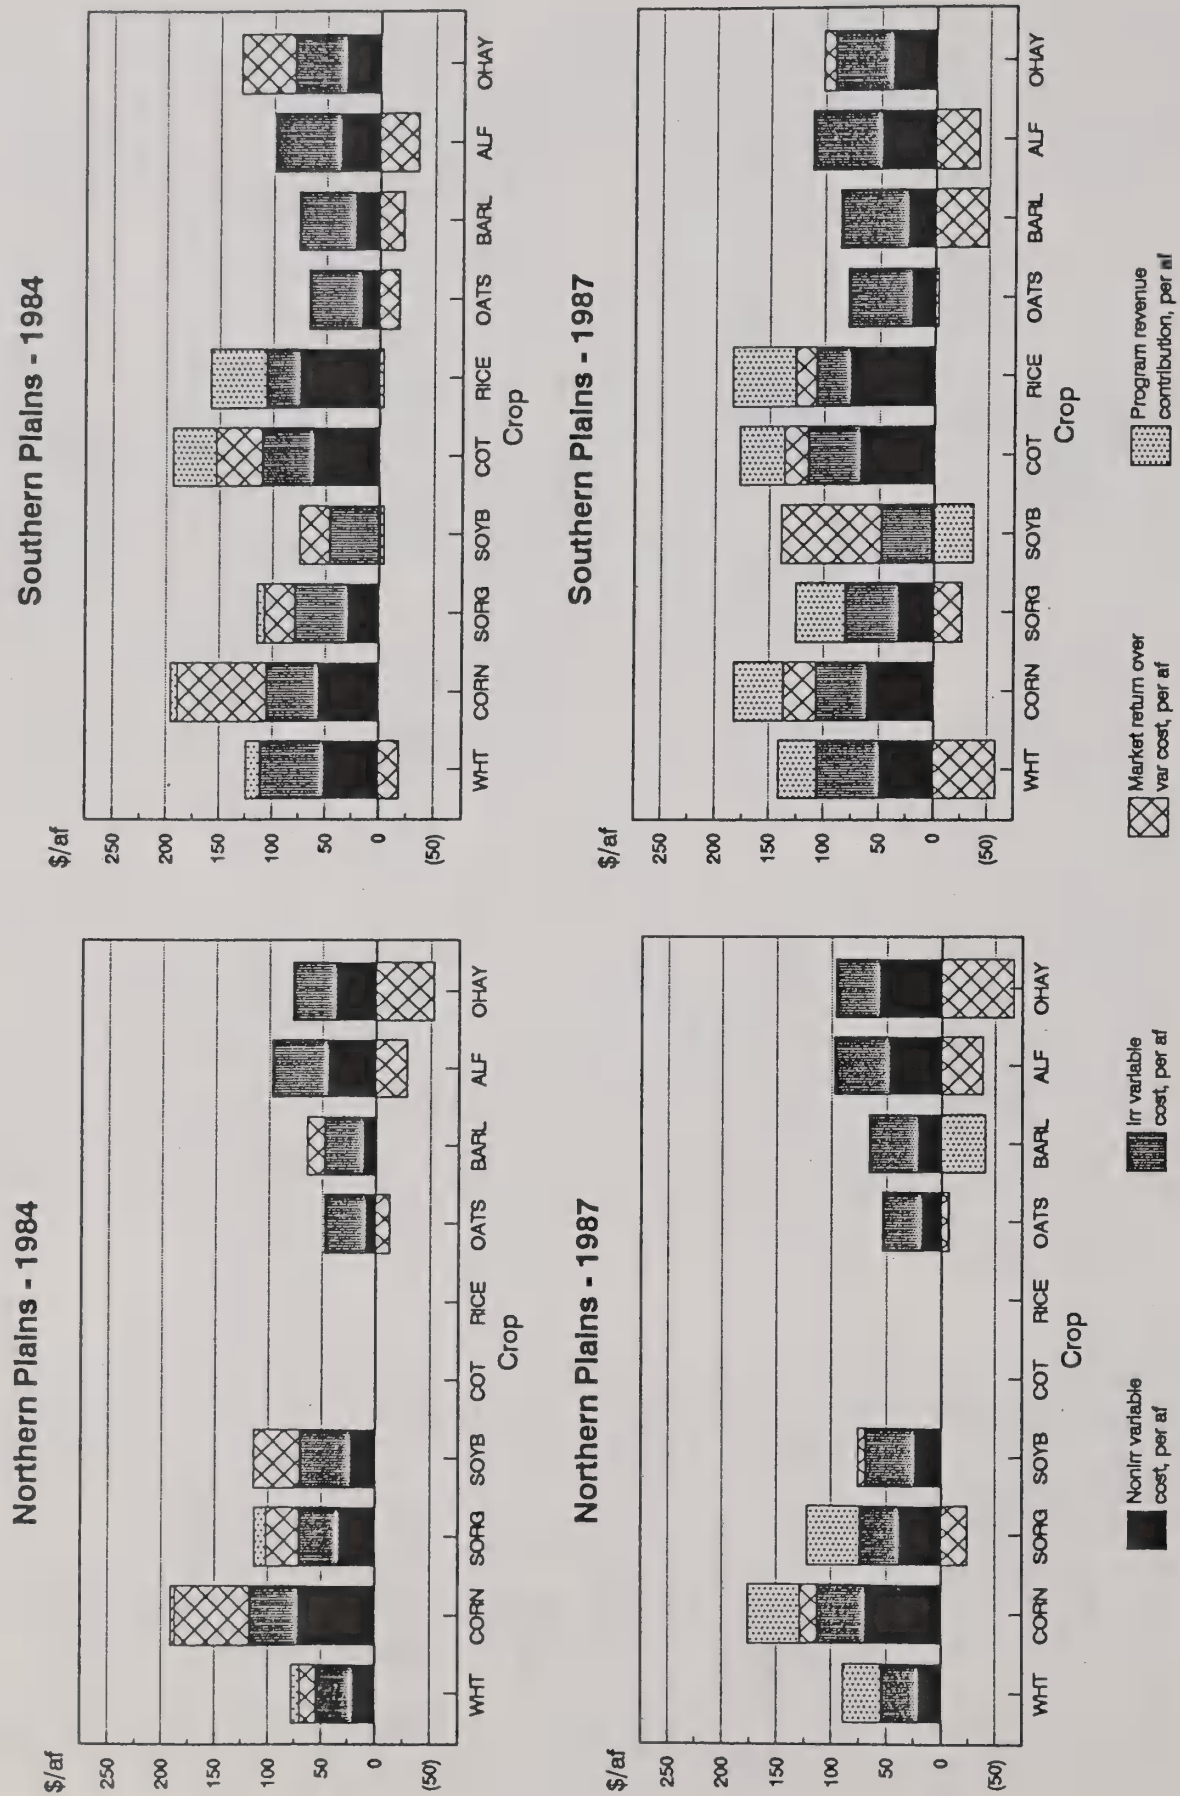 Northern Plains - 1984
$/af
250
200
150
100
50
0
(50)
WHT CORN SORG SOYB COT RICE OATS BARL ALF OHAY
Crop
Southern Plains - 1984
$/af
250
200
150
100
50
0
(50)
WHT CORN SORG SOYB COT RICE OATS BARL ALF OHAY
Crop
Northern Plains - 1987
250
200
150
100
50
0
(50)
WHT CORN SORG SOYB COT RICE OATS BARL ALF OHAY
Crop
Southern Plains - 1987
$/af
250
200
150
100
50
0
(50)
WHT CORN SORG SOYB COT RICE OATS BARL ALF OHAY
Crop
Nonirr variable
cost, per af
Irr variable
cost, per af
Market return over
var cost, per af
Program revenue
contribution, per af